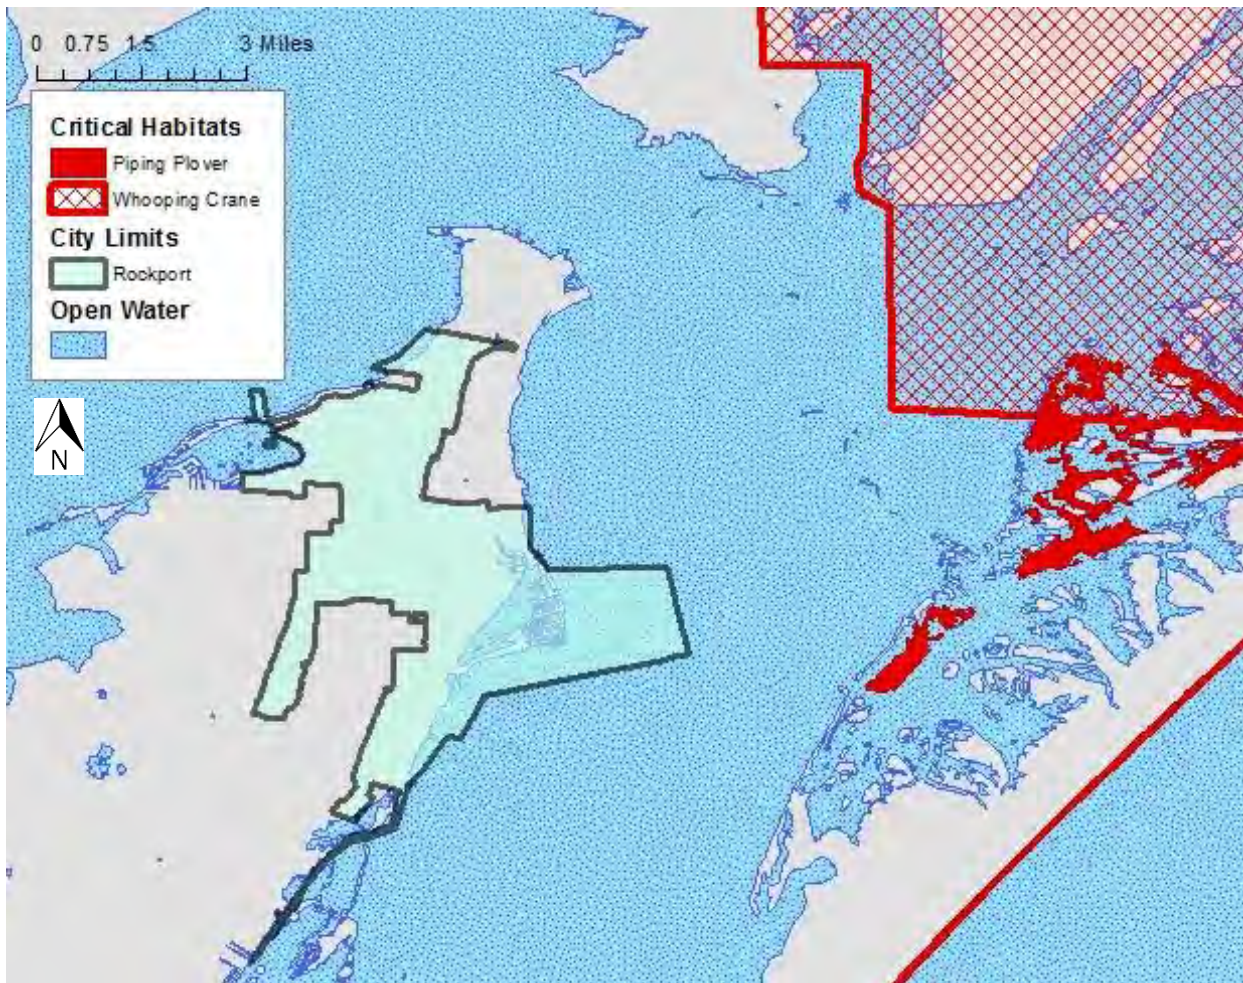 0 0.75 1.5 3 Miles
Critical Habitats
Piping Plover
Whooping Crane
City Limits
Rockport
Open Water
N